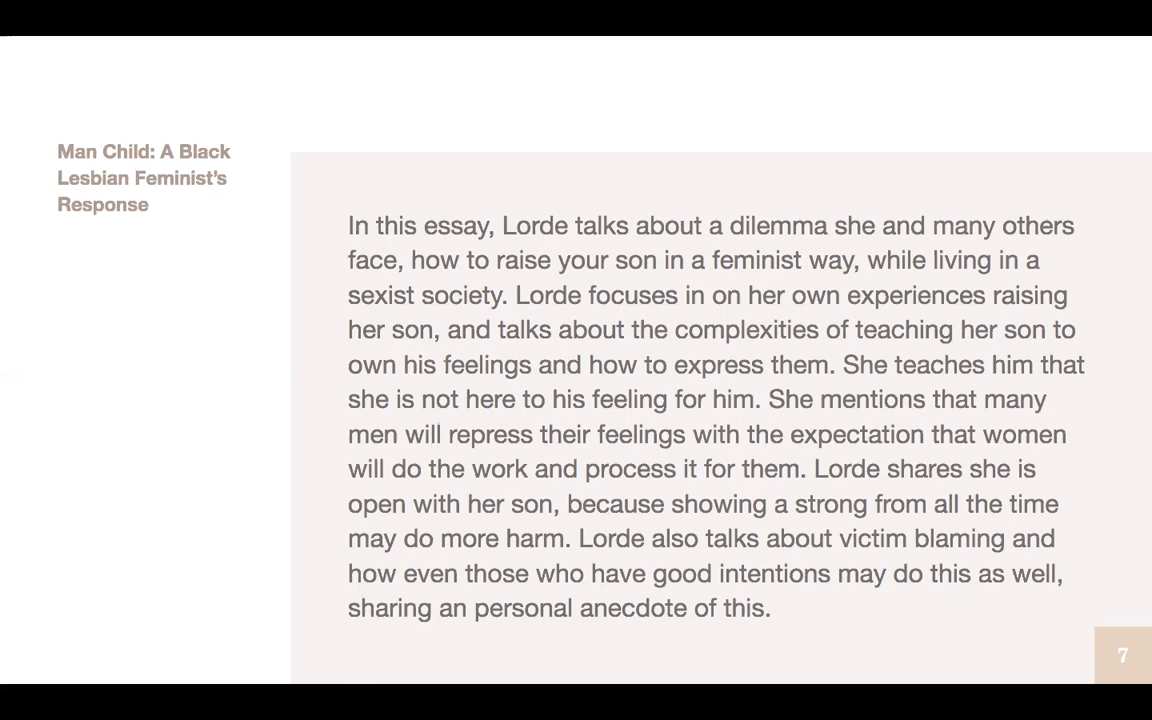 Man Child: A Black
Lesbian Feminist's
Response
In this essay, Lorde talks about a dilemma she and many others
face, how to raise your son in a feminist way, while living in a
sexist society. Lorde focuses in on her own experiences raising
her son, and talks about the complexities of teaching her son to
own his feelings and how to express them. She teaches him that
she is not here to his feeling for him. She mentions that many
men will repress their feelings with the expectation that women
will do the work and process it for them. Lorde shares she is
open with her son, because showing a strong from all the time
may do more harm. Lorde also talks about victim blaming and
how even those who have good intentions may do this as well,
sharing an personal anecdote of this.
7